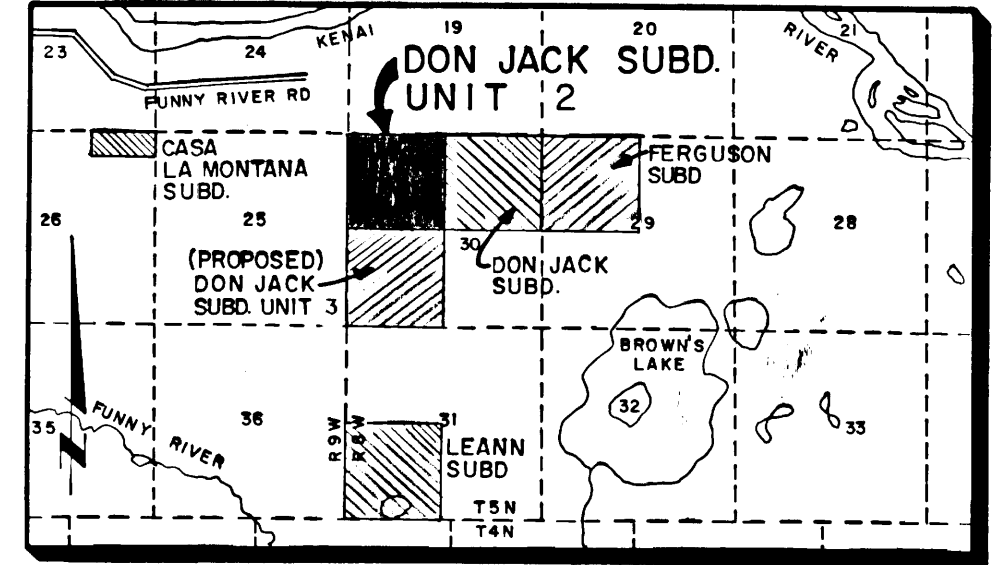 19
20
21
23
24
KENAI
RIVER
DON JACK SUBD.
UNIT 2
FUNNY RIVER RD
CASA
LA MONTANA
SUBD.
FERGUSON
SUBD
26
25
30
29
28
(PROPOSED)
DON JACK
SUBD. UNIT 3
DON JACK
SUBD.
BROWN'S
LAKE
32
33
35
FUNNY RIVER
36
R9W
R8W
31
LEANN
SUBD
T5N
T4N